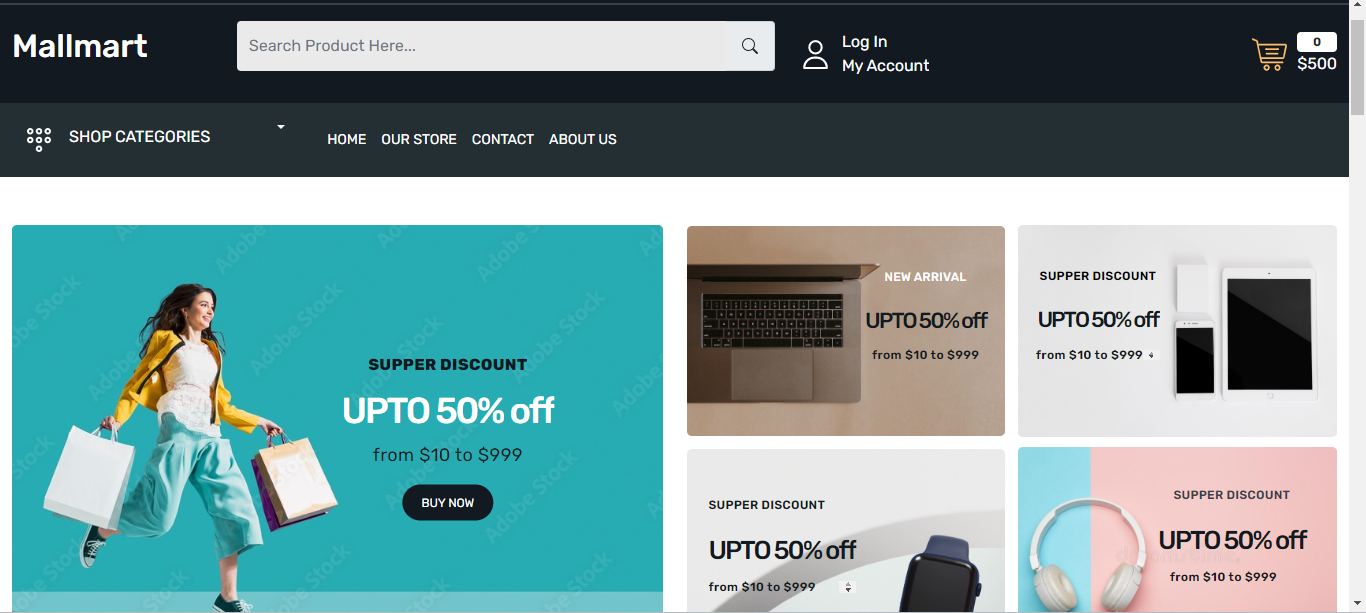 Mallmart
Search Product Here...
Log In
My Account
0
$500
SHOP CATEGORIES
HOME
OUR STORE
CONTACT
ABOUT US
SUPPER DISCOUNT
UPTO 50% off
from $10 to $999
BUY NOW
NEW ARRIVAL
UPTO 50% off
from $10 to $999
SUPPER DISCOUNT
UPTO 50% off
from $10 to $999
SUPPER DISCOUNT
UPTO 50% off
from $10 to $999
SUPPER DISCOUNT
UPTO 50% off
from $10 to $999
Adobe Stock